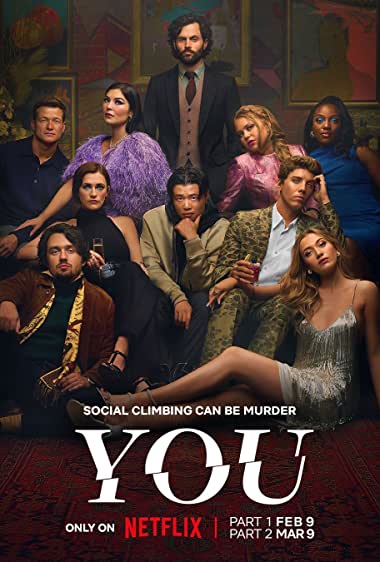 SOCIAL CLIMBING CAN BE MURDER
YOU
ONLY ON NETFLIX | PART 1 FEB 9
PART 2 MAR 9